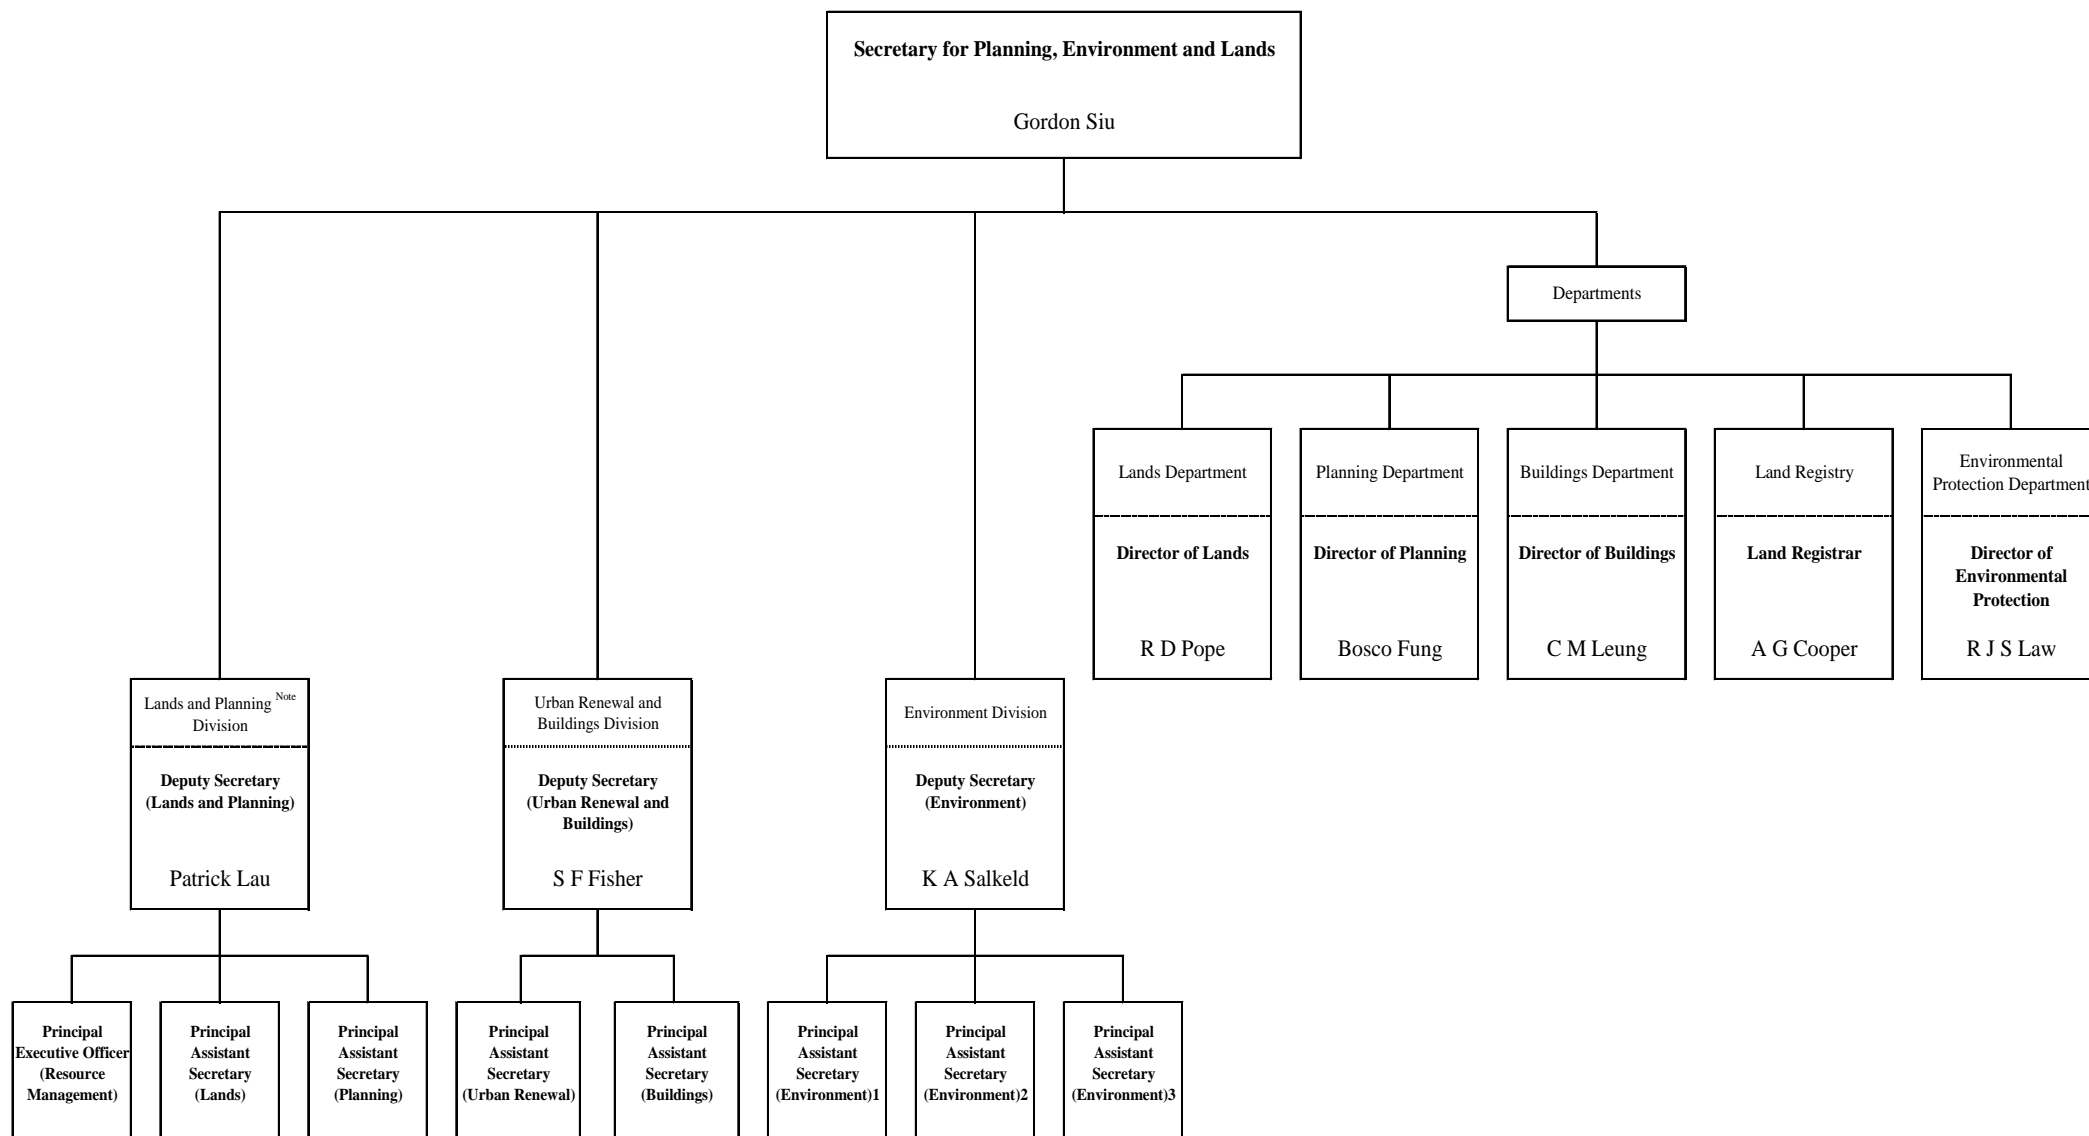 Secretary for Planning, Environment and Lands
Gordon Siu
Departments
Lands Department
Director of Lands
R D Pope
Planning Department
Director of Planning
Bosco Fung
Buildings Department
Director of Buildings
C M Leung
Land Registry
Land Registrar
A G Cooper
Environmental
Protection Department
Director of
Environmental
Protection
R J S Law
Lands and Planning Note
Division
Deputy Secretary
(Lands and Planning)
Patrick Lau
Urban Renewal and
Buildings Division
Deputy Secretary
(Urban Renewal and
Buildings)
S F Fisher
Environment Division
Deputy Secretary
(Environment)
K A Salkeld
Principal
Executive Officer
(Resource
Management)
Principal
Assistant
Secretary
(Lands)
Principal
Assistant
Secretary
(Planning)
Principal
Assistant
Secretary
(Urban Renewal)
Principal
Assistant
Secretary
(Buildings)
Principal
Assistant
Secretary
(Environment)1
Principal
Assistant
Secretary
(Environment)2
Principal
Assistant
Secretary
(Environment)3